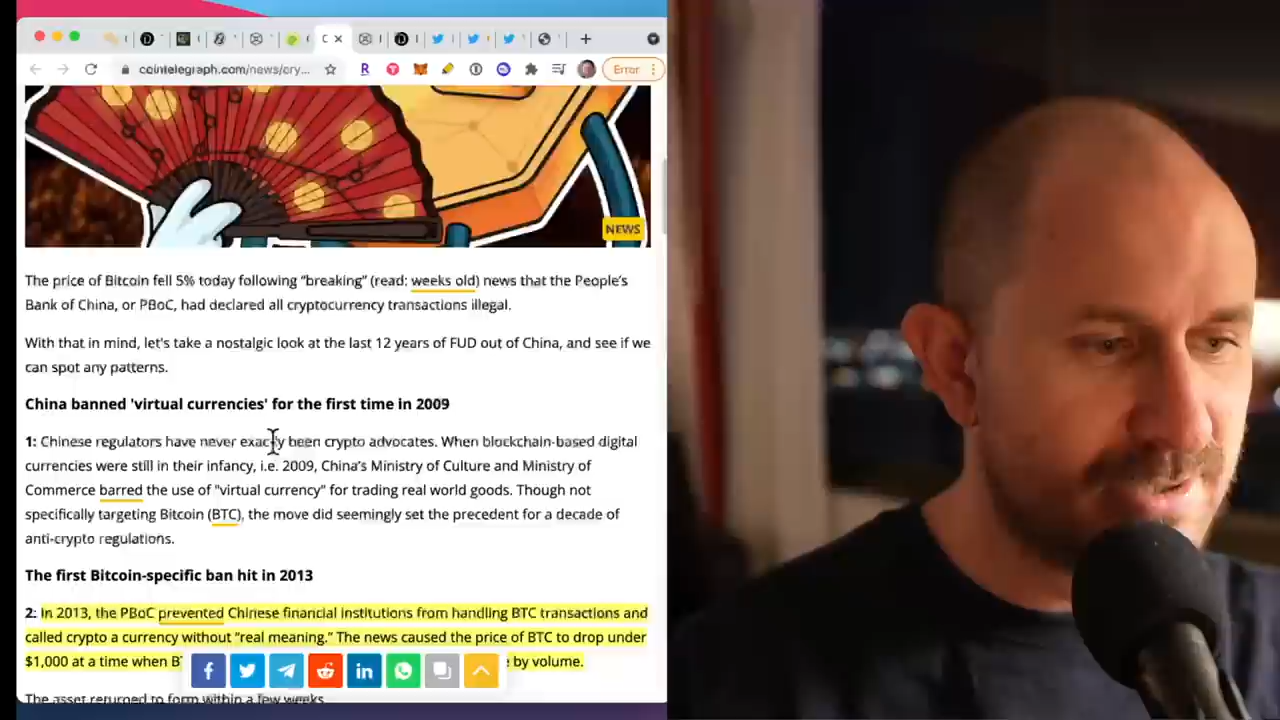 cointelegraph.com/news/cry...
Error
NEWS
The price of Bitcoin fell 5% today following “breaking” (read: weeks old) news that the People’s
Bank of China, or PBoC, had declared all cryptocurrency transactions illegal.
With that in mind, let's take a nostalgic look at the last 12 years of FUD out of China, and see if we
can spot any patterns.
China banned 'virtual currencies' for the first time in 2009
1: Chinese regulators have never exactly been crypto advocates. When blockchain-based digital
currencies were still in their infancy, i.e. 2009, China’s Ministry of Culture and Ministry of
Commerce barred the use of "virtual currency" for trading real world goods. Though not
specifically targeting Bitcoin (BTC), the move did seemingly set the precedent for a decade of
anti-crypto regulations.
The first Bitcoin-specific ban hit in 2013
2: In 2013, the PBoC prevented Chinese financial institutions from handling BTC transactions and
called crypto a currency without “real meaning.” The news caused the price of BTC to drop under
$1,000 at a time when by volume.
The asset returned to form within a few weeks